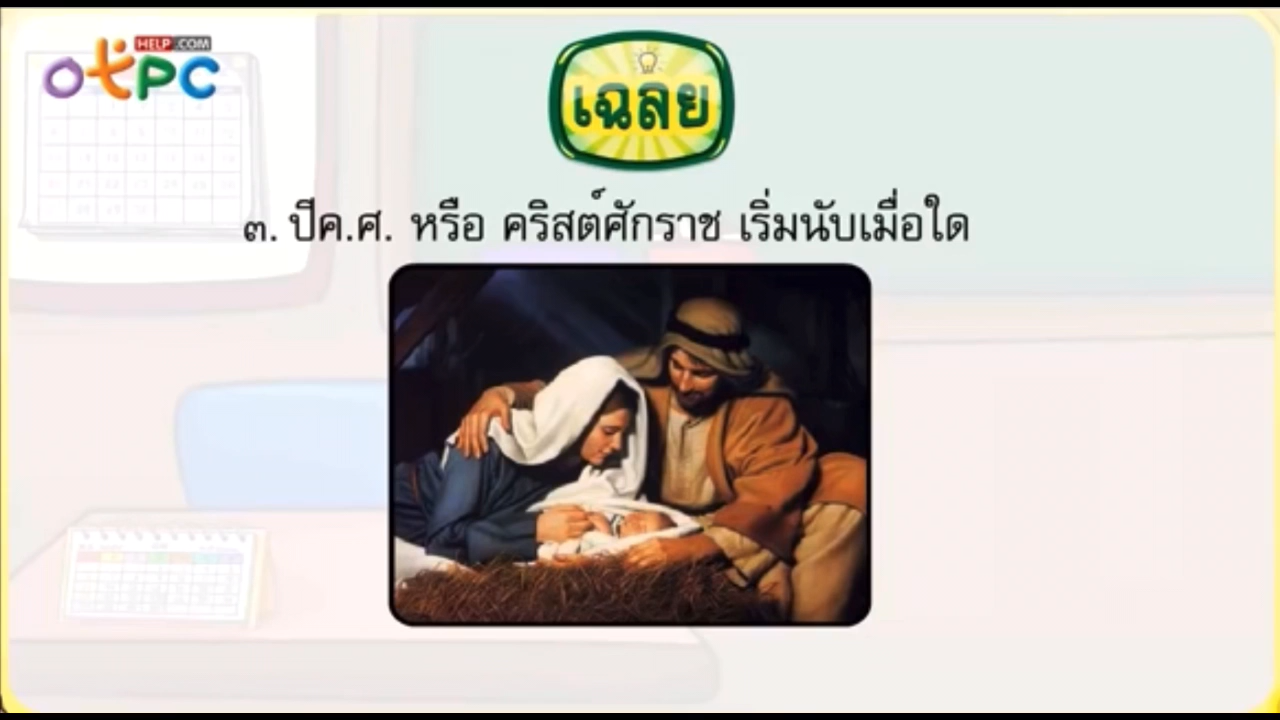 HELP .COM
OTPC
เฉลย
๓. ปีค.ศ. หรือ คริสต์ศักราช เริ่มนับเมื่อใด